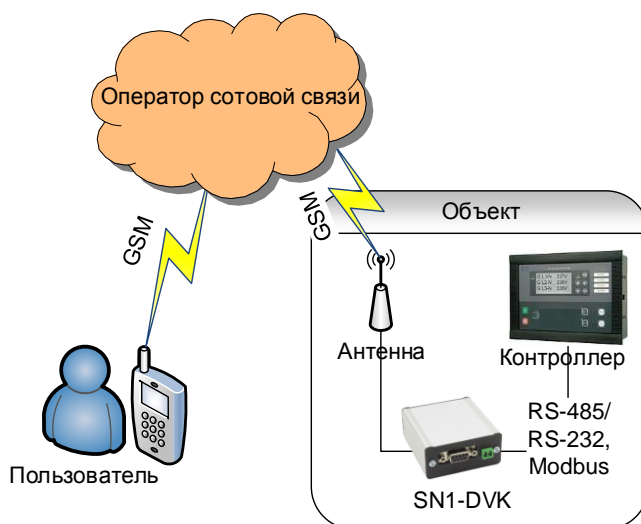 Оператор сотовой связи
GSM
GSM
Объект
Антенна
Контроллер
RS-485/
RS-232,
Modbus
SN1-DVK
Пользователь